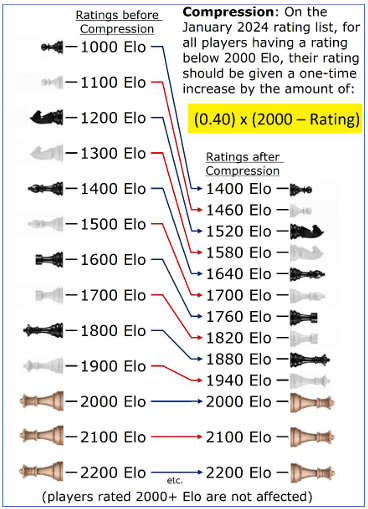 Ratings before
Compression
Compression: On the
January 2024 rating list, for
all players having a rating
below 2000 Elo, their rating
should be given a one-time
increase by the amount of:
(0.40) x (2000 – Rating)
1000 Elo
1100 Elo
1200 Elo
1300 Elo
1400 Elo
1500 Elo
1600 Elo
1700 Elo
1800 Elo
1900 Elo
2000 Elo
2100 Elo
2200 Elo
Ratings after
Compression
1400 Elo
1460 Elo
1520 Elo
1580 Elo
1640 Elo
1700 Elo
1760 Elo
1820 Elo
1880 Elo
1940 Elo
2000 Elo
2100 Elo
2200 Elo
etc.
(players rated 2000+ Elo are not affected)